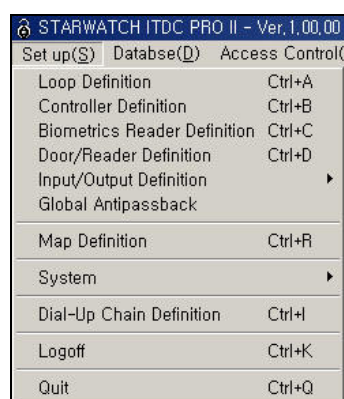 STARWATCH ITDC PRO II - Ver,1,00,00
Set up(S) Databse(D) Access Control(
Loop Definition Ctrl+A
Controller Definition Ctrl+B
Biometrics Reader Definition Ctrl+C
Door/Reader Definition Ctrl+D
Input/Output Definition
Global Antipassback
Map Definition Ctrl+R
System
Dial-Up Chain Definition Ctrl+I
Logoff Ctrl+K
Quit Ctrl+Q